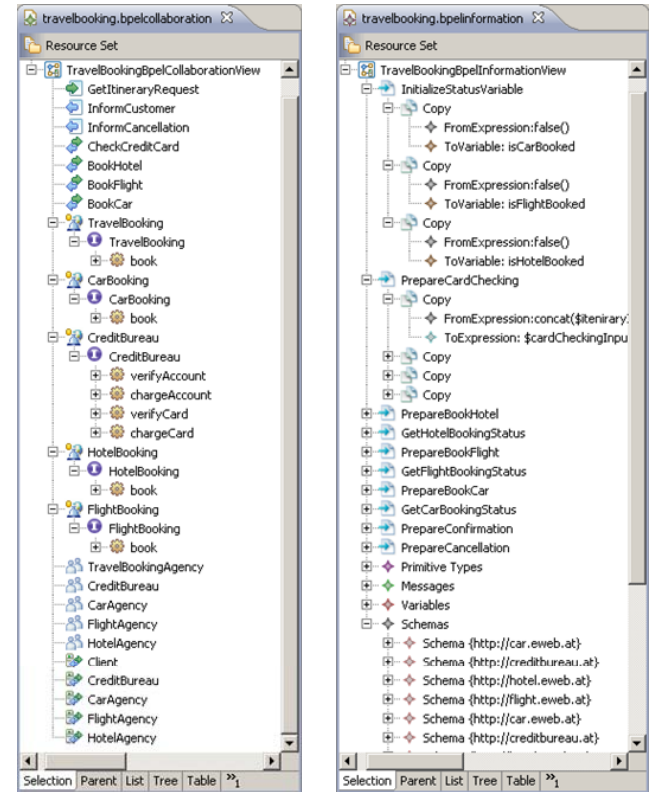 travelbooking.bpelcollaboration
Resource Set
TravelBookingBpelCollaborationView
GetItineraryRequest
InformCustomer
InformCancellation
CheckCreditCard
BookHotel
BookFlight
BookCar
TravelBooking
TravelBooking
book
CarBooking
CarBooking
book
CreditBureau
CreditBureau
verifyAccount
chargeAccount
verifyCard
chargeCard
HotelBooking
HotelBooking
book
FlightBooking
FlightBooking
book
TravelBookingAgency
CreditBureau
CarAgency
FlightAgency
HotelAgency
Client
CreditBureau
CarAgency
FlightAgency
HotelAgency
Selection Parent List Tree Table »1
travelbooking.bpelinformation
Resource Set
TravelBookingBpelInformationView
InitializeStatusVariable
Copy
FromExpression:false()
ToVariable: isCarBooked
Copy
FromExpression:false()
ToVariable: isFlightBooked
Copy
FromExpression:false()
ToVariable: isHotelBooked
PrepareCardChecking
Copy
FromExpression:concat($itenirary.
ToExpression: $cardCheckingInpu
Copy
Copy
Copy
PrepareBookHotel
GetHotelBookingStatus
PrepareBookFlight
GetFlightBookingStatus
PrepareBookCar
GetCarBookingStatus
PrepareConfirmation
PrepareCancellation
Primitive Types
Messages
Variables
Schemas
Schema {http://car.eweb.at}
Schema {http://creditbureau.at}
Schema {http://hotel.eweb.at}
Schema {http://flight.eweb.at}
Schema {http://car.eweb.at}
Schema {http://creditbureau.at}
Selection Parent List Tree Table »1